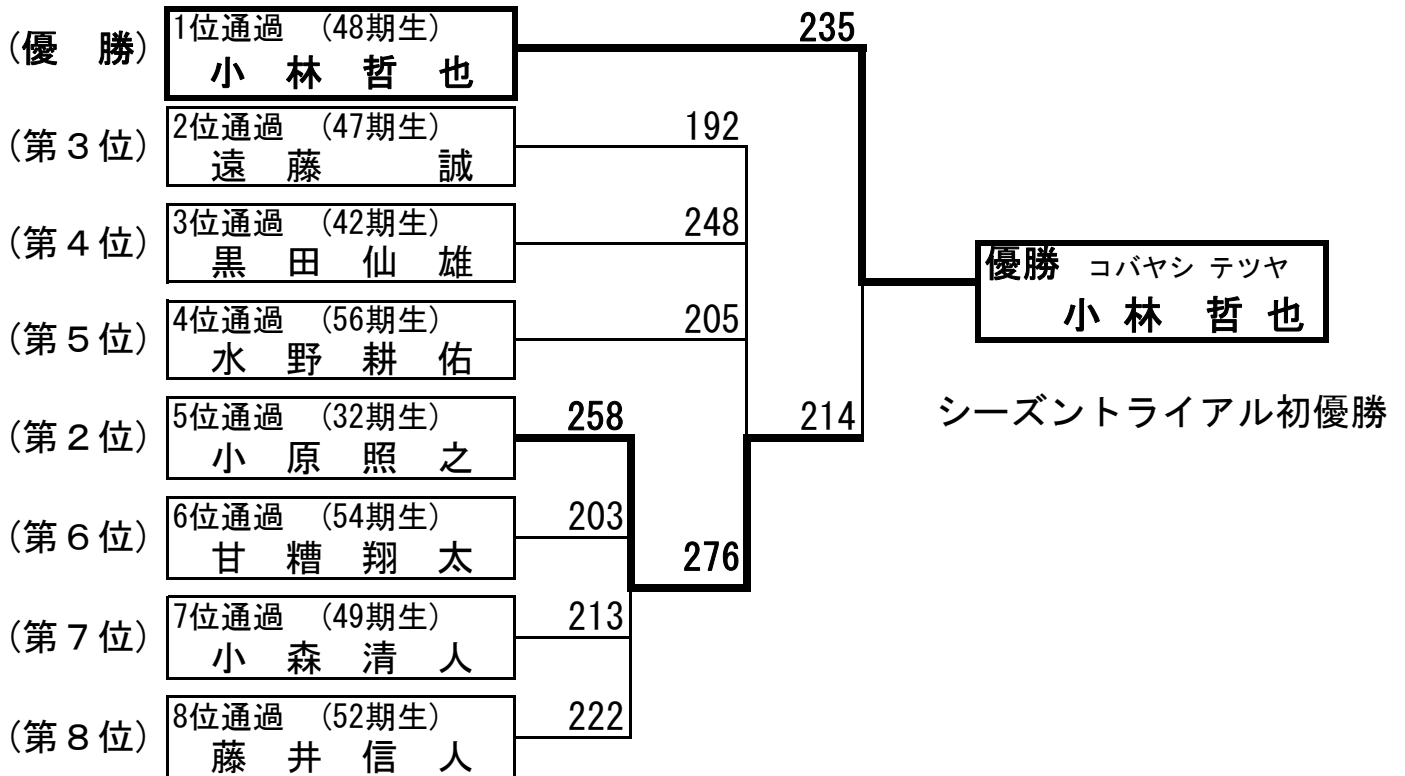 (優　勝)
1位通過　(48期生)
小　林　哲　也
235
(第３位)
2位通過　(47期生)
遠　藤　　　誠
192
(第４位)
3位通過　(42期生)
黒　田　仙　雄
248
(第５位)
4位通過　(56期生)
水　野　耕　佑
205
(第２位)
5位通過　(32期生)
小　原　照　之
258
(第６位)
6位通過　(54期生)
甘　糟　翔　太
203
276
(第７位)
7位通過　(49期生)
小　森　清　人
213
(第８位)
8位通過　(52期生)
藤　井　信　人
222
214
優勝　コバヤシ テツヤ
小 林　哲 也
シーズントライアル初優勝